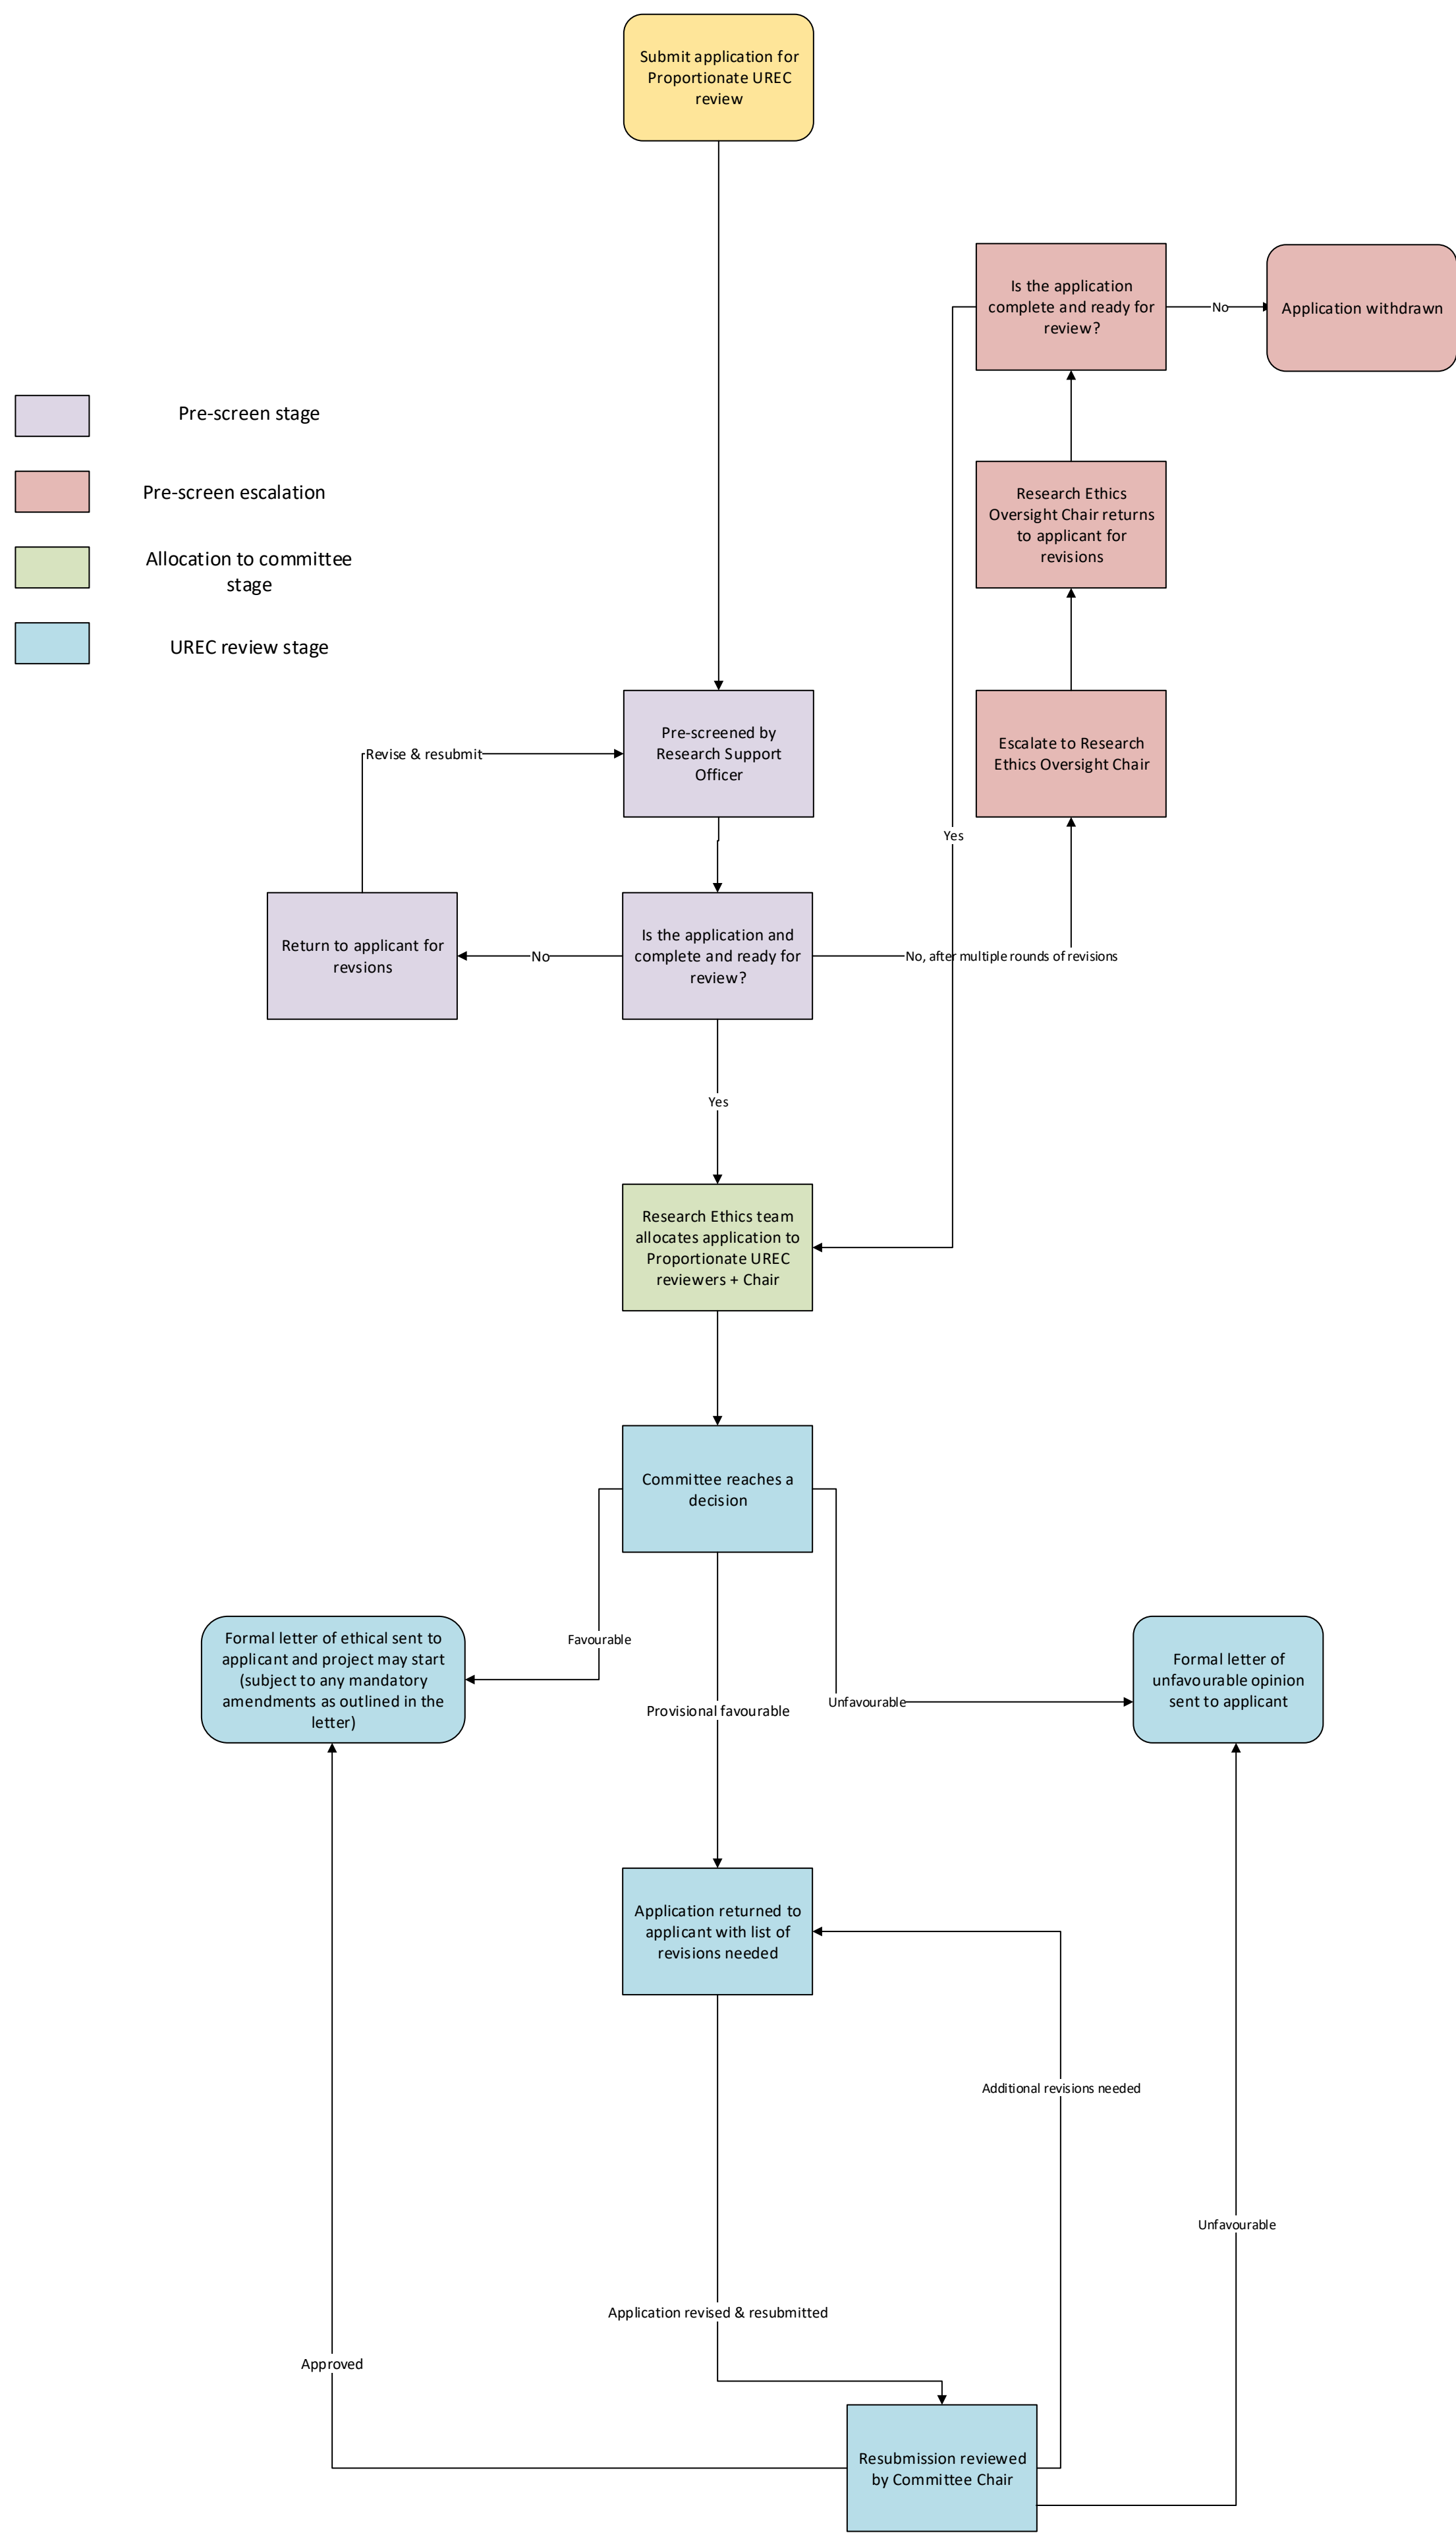 Submit application for
Proportionate UREC
review
Is the application
complete and ready for
review?
No
Application withdrawn
Pre-screen stage
Pre-screen escalation
Allocation to committee
stage
UREC review stage
Research Ethics
Oversight Chair returns
to applicant for
revisions
Pre-screened by
Research Support
Officer
Escalate to Research
Ethics Oversight Chair
Revise & resubmit
Yes
Return to applicant for
revsions
No
Is the application and
complete and ready for
review?
No, after multiple rounds of revisions
Yes
Research Ethics team
allocates application to
Proportionate UREC
reviewers + Chair
Committee reaches a
decision
Favourable
Provisional favourable
Unfavourable
Formal letter of ethical sent to
applicant and project may start
(subject to any mandatory
amendments as outlined in the
letter)
Formal letter of
unfavourable opinion
sent to applicant
Application returned to
applicant with list of
revisions needed
Additional revisions needed
Unfavourable
Application revised & resubmitted
Approved
Resubmission reviewed
by Committee Chair